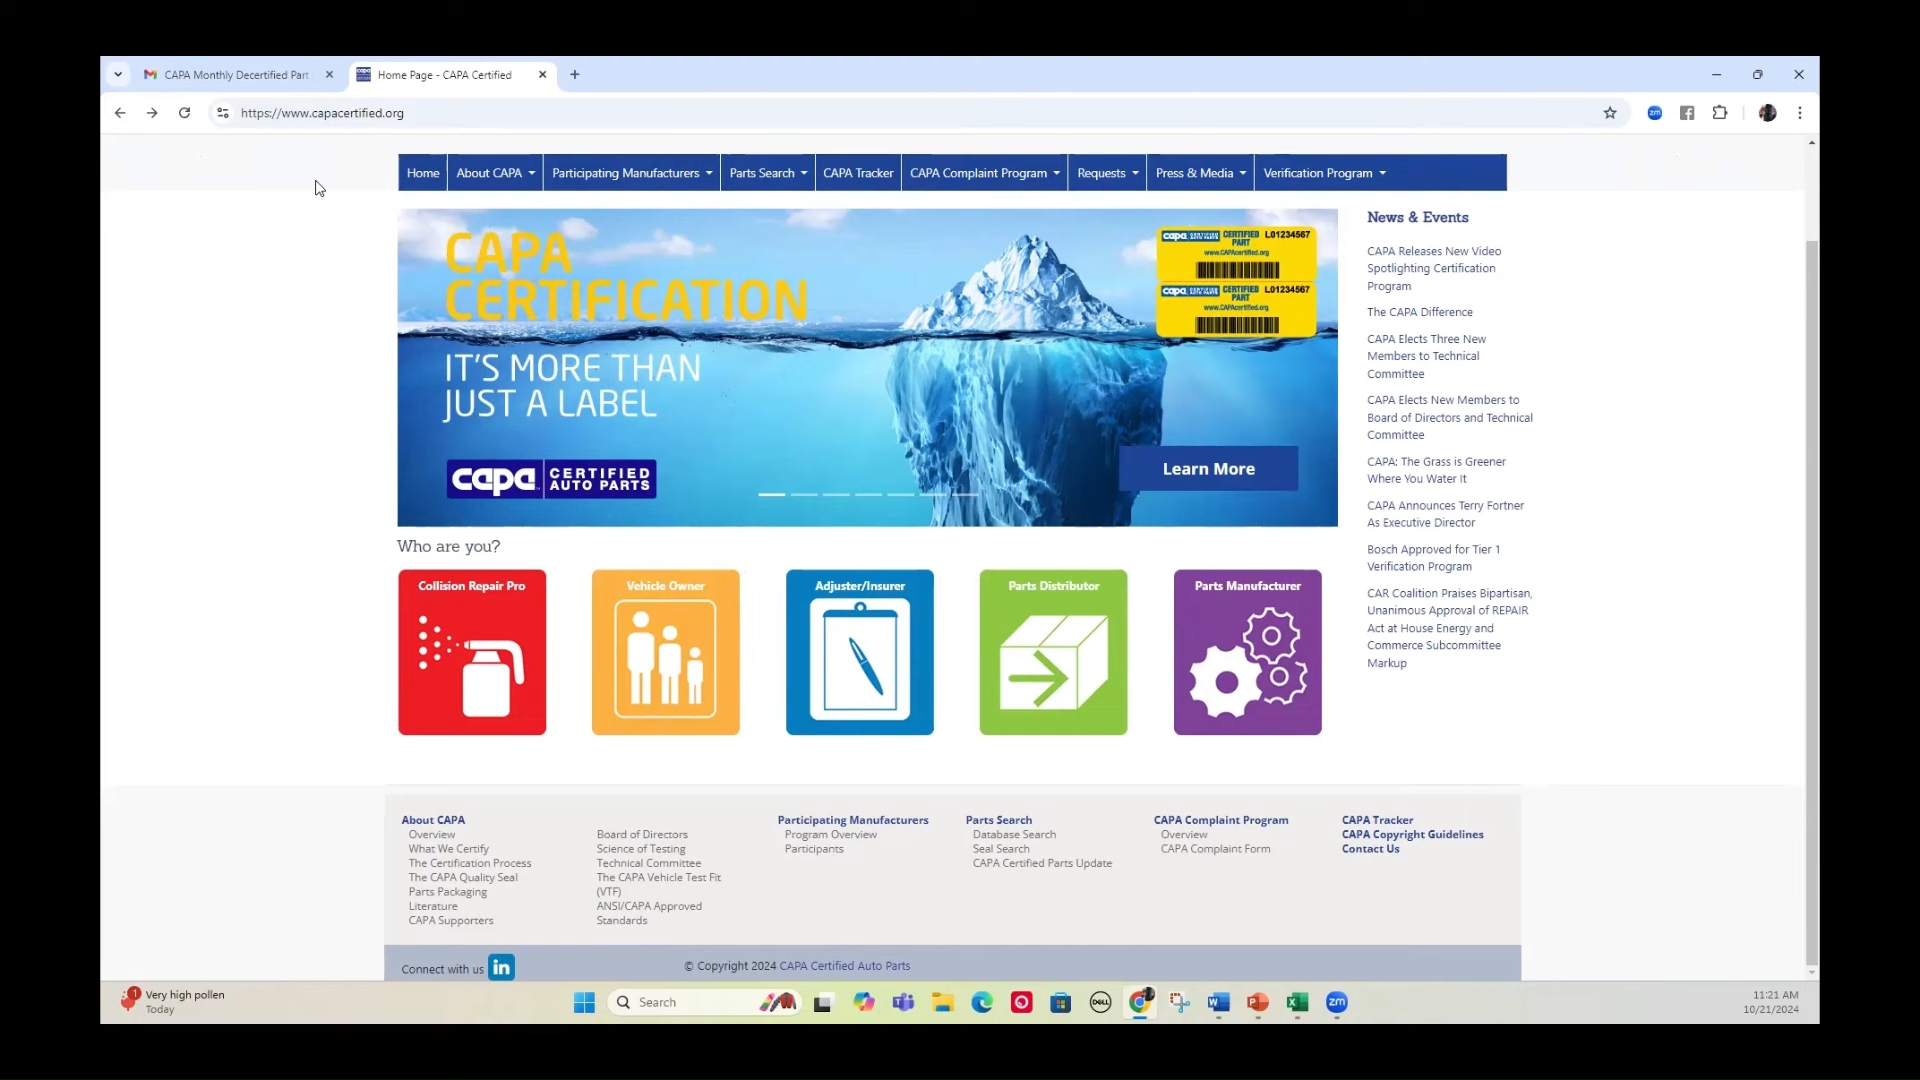 CAPA Monthly Decertified Part
Home Page - CAPA Certified
https://www.capacertified.org
zm
Home
About CAPA
Participating Manufacturers
Parts Search
CAPA Tracker
CAPA Complaint Program
Requests
Press & Media
Verification Program
CAPA
CERTIFICATION
IT'S MORE THAN
JUST A LABEL
capa CERTIFIED
AUTO PARTS
capa CERTIFIED AUTO PARTS CERTIFIED PART L01234567
www.CAPAcertified.org
capa CERTIFIED AUTO PARTS CERTIFIED PART L01234567
www.CAPAcertified.org
Learn More
News & Events
CAPA Releases New Video
Spotlighting Certification
Program
The CAPA Difference
CAPA Elects Three New
Members to Technical
Committee
CAPA Elects New Members to
Board of Directors and Technical
Committee
CAPA: The Grass is Greener
Where You Water It
CAPA Announces Terry Fortner
As Executive Director
Bosch Approved for Tier 1
Verification Program
CAR Coalition Praises Bipartisan,
Unanimous Approval of REPAIR
Act at House Energy and
Commerce Subcommittee
Markup
Who are you?
Collision Repair Pro
Vehicle Owner
Adjuster/Insurer
Parts Distributor
Parts Manufacturer
About CAPA
Overview
What We Certify
The Certification Process
The CAPA Quality Seal
Parts Packaging
Literature
CAPA Supporters
Board of Directors
Science of Testing
Technical Committee
The CAPA Vehicle Test Fit
(VTF)
ANSI/CAPA Approved
Standards
Participating Manufacturers
Program Overview
Participants
Parts Search
Database Search
Seal Search
CAPA Certified Parts Update
CAPA Complaint Program
Overview
CAPA Complaint Form
CAPA Tracker
CAPA Copyright Guidelines
Contact Us
Connect with us in
© Copyright 2024 CAPA Certified Auto Parts
1
Very high pollen
Today
Search
DELL
zm
11:21 AM
10/21/2024